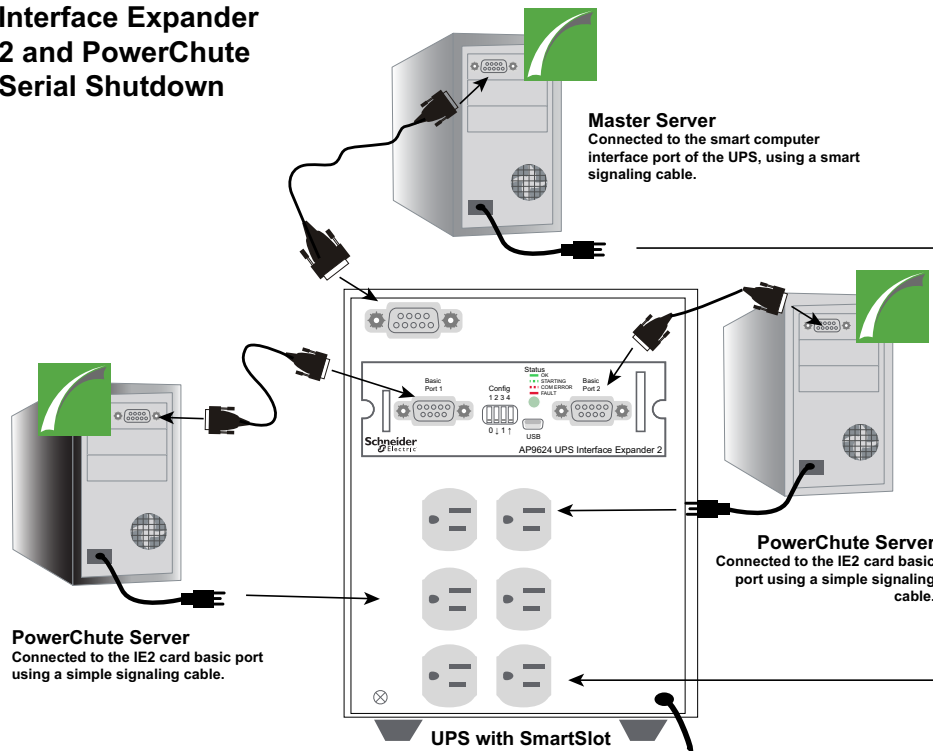 Interface Expander
2 and PowerChute
Serial Shutdown
Master Server
Connected to the smart computer
interface port of the UPS, using a smart
signaling cable.
Basic
Port 1
Config
1 2 3 4
0 ↓ 1 ↑
Status
OK
STARTING
COM ERROR
FAULT
USB
Basic
Port 2
Schneider
Electric
AP9624 UPS Interface Expander 2
PowerChute Server
Connected to the IE2 card basic
port using a simple signaling
cable.
PowerChute Server
Connected to the IE2 card basic port
using a simple signaling cable.
UPS with SmartSlot